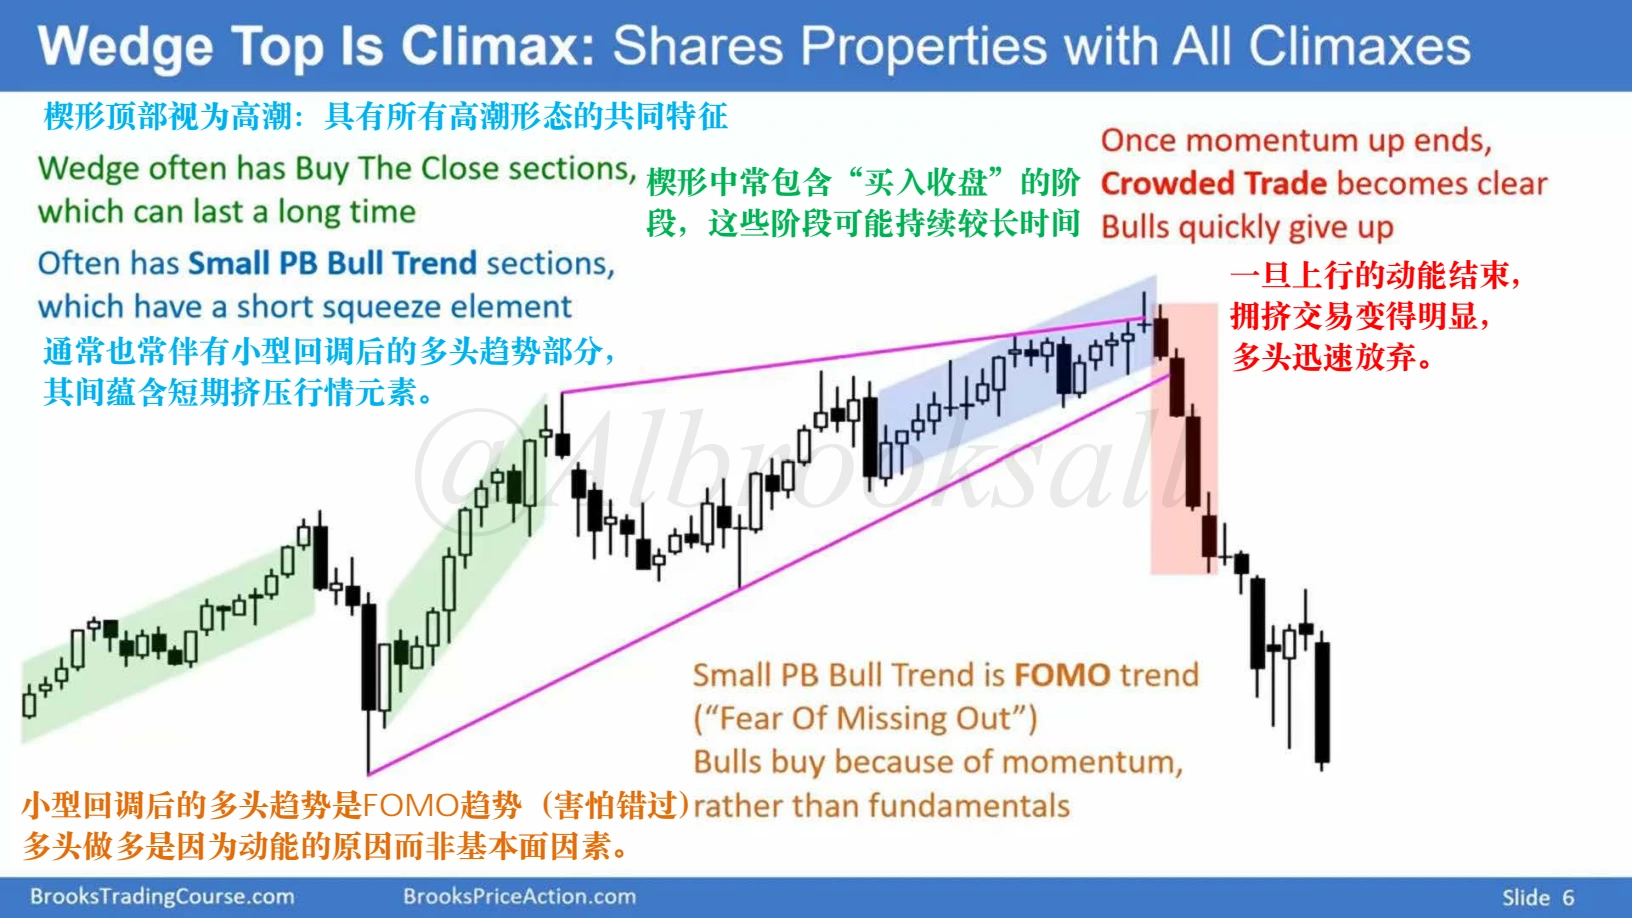 Wedge Top Is Climax: Shares Properties with All Climaxes
楔形顶部视为高潮：具有所有高潮形态的共同特征
Wedge often has Buy The Close sections,
which can last a long time
楔形中常包含“买入收盘”的阶
段，这些阶段可能持续较长时间
Once momentum up ends,
Crowded Trade becomes clear
Bulls quickly give up
Often has Small PB Bull Trend sections,
which have a short squeeze element
一旦上行的动能结束，
拥挤交易变得明显，
多头迅速放弃。
通常也常伴有小型回调后的多头趋势部分，
其间蕴含短期挤压行情元素。
@Albrooksall
Small PB Bull Trend is FOMO trend
(“Fear Of Missing Out”)
Bulls buy because of momentum,
rather than fundamentals
小型回调后的多头趋势是FOMO趋势（害怕错过）
多头做多是因为动能的原因而非基本面因素。
BrooksTradingCourse.com
BrooksPriceAction.com
Slide 6